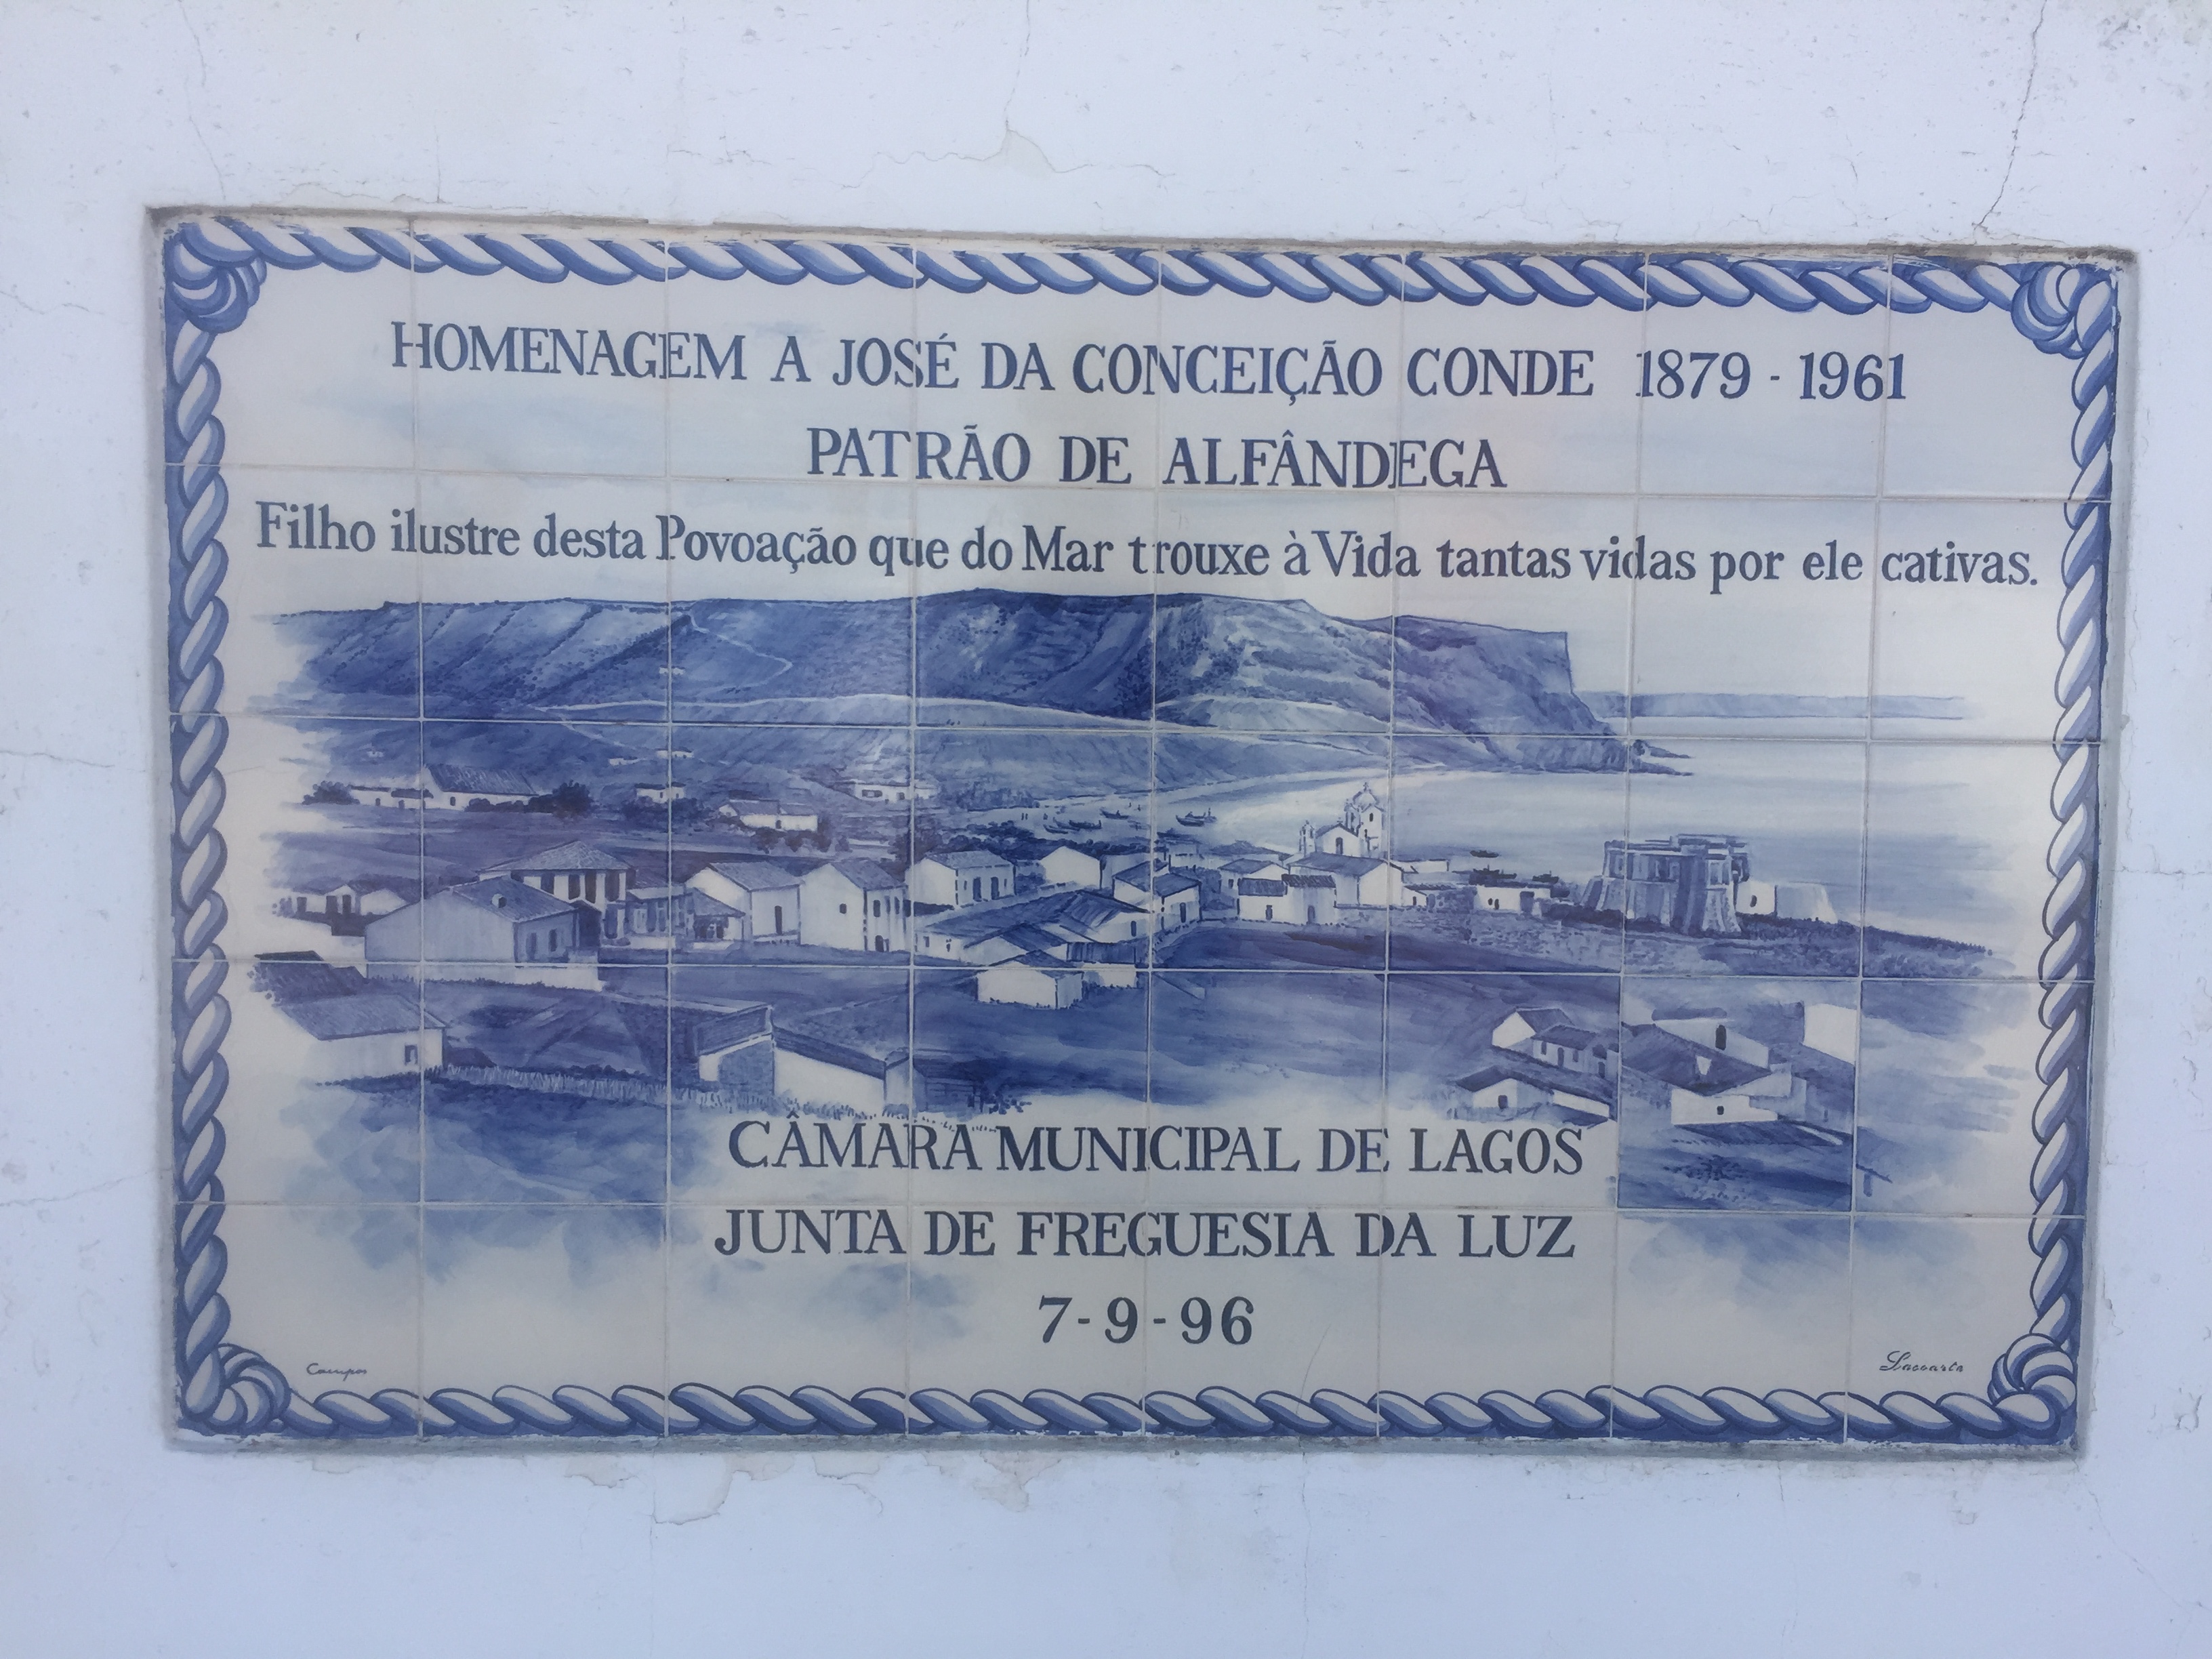 HOMENAGEM A JOSÉ DA CONCEIÇÃO CONDE 1879 - 1961
PATRÃO DE ALFÂNDEGA
Filho ilustre desta Povoação que do Mar trouxe à Vida tantas vidas por ele cativas.
CÂMARA MUNICIPAL DE LAGOS
JUNTA DE FREGUESIA DA LUZ
7-9-96
Campos